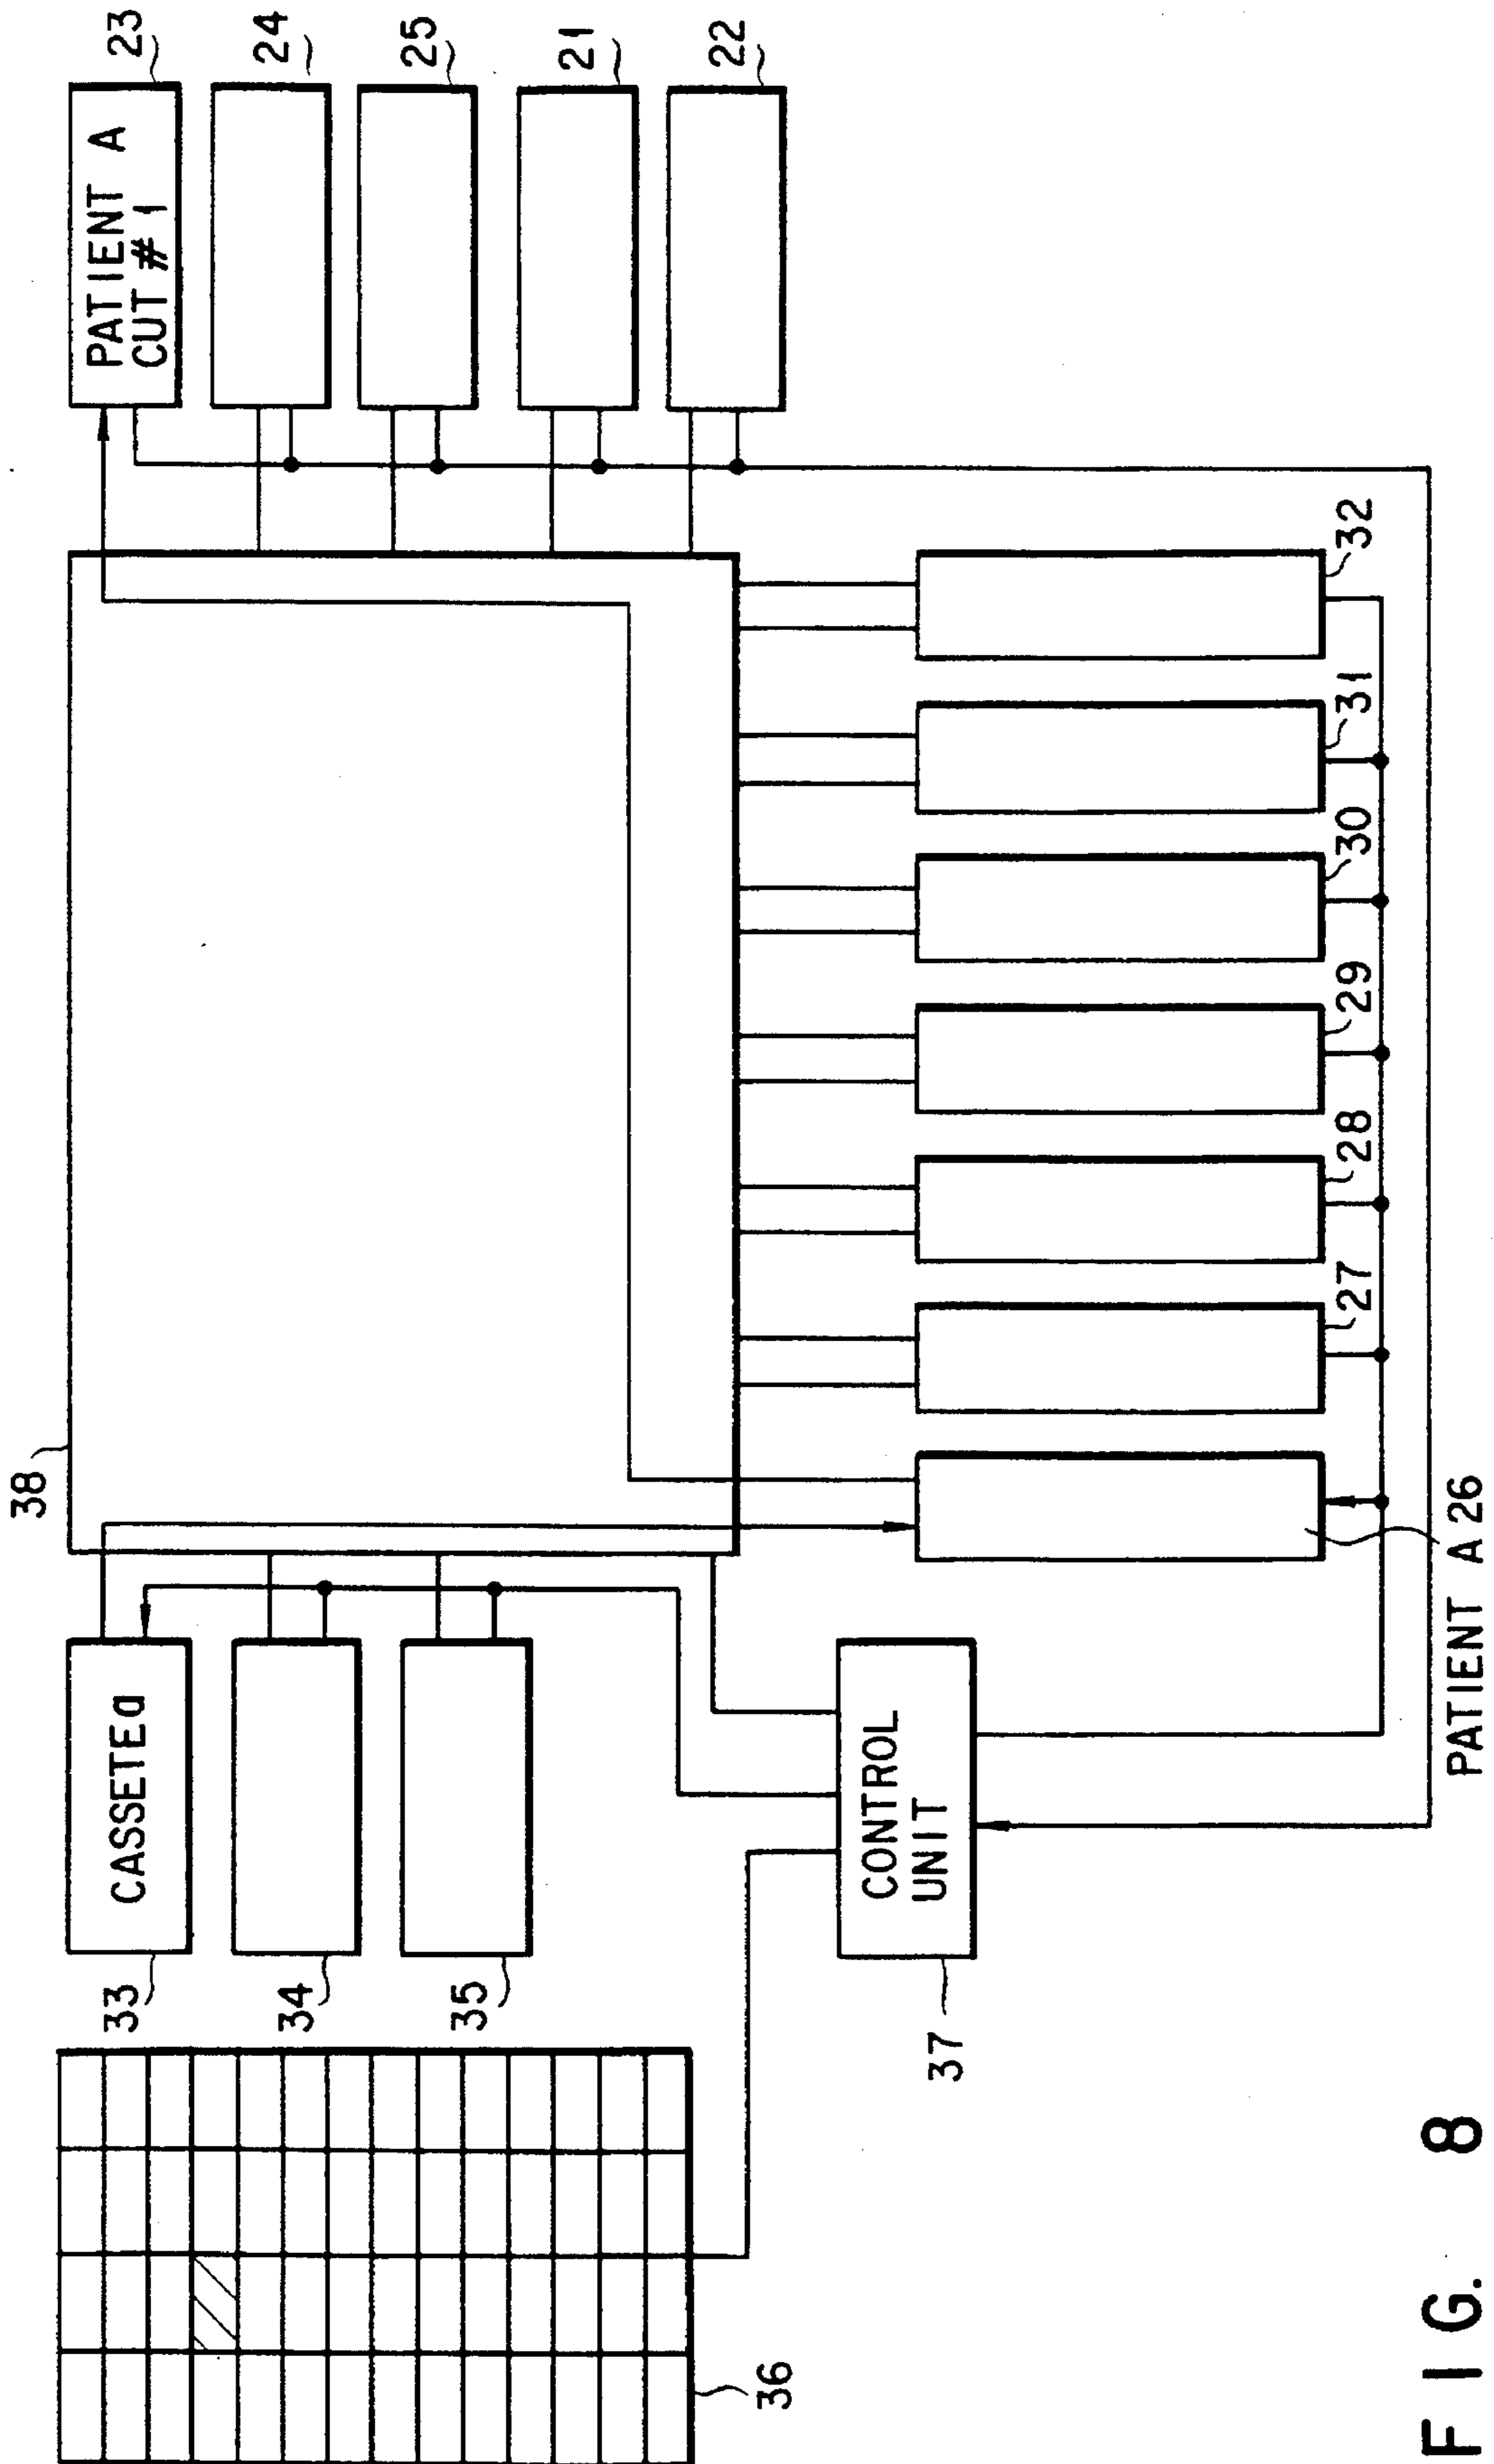 38
33
CASSETE a
34
35
36
37
CONTROL
UNIT
PATIENT A
CUT # 1
23
24
25
21
22
PATIENT A 26
27
28
29
30
31
32
FIG. 8